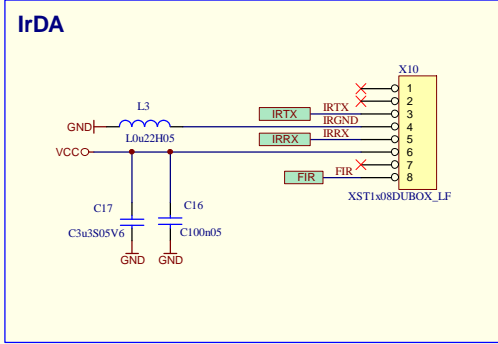 IrDA
X10
L3
1
2
IRTX IRTX 3
GND IRGND 4
L0u22H05
IRRX IRRX 5
VCC 6
7
FIR FIR 8
XST1x08DUBOX_LF
C17 C16
C3u3S05V6 C100n05
GND GND